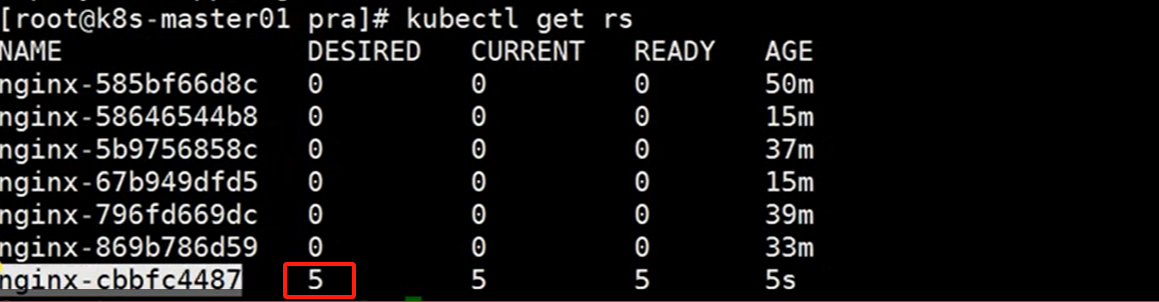 [root@k8s-master01 pra]# kubectl get rs
NAME DESIRED CURRENT READY AGE
nginx-585bf66d8c 0 0 0 50m
nginx-58646544b8 0 0 0 15m
nginx-5b9756858c 0 0 0 37m
nginx-67b949dfd5 0 0 0 15m
nginx-796fd669dc 0 0 0 39m
nginx-869b786d59 0 0 0 33m
nginx-cbbfc4487 5 5 5 5s